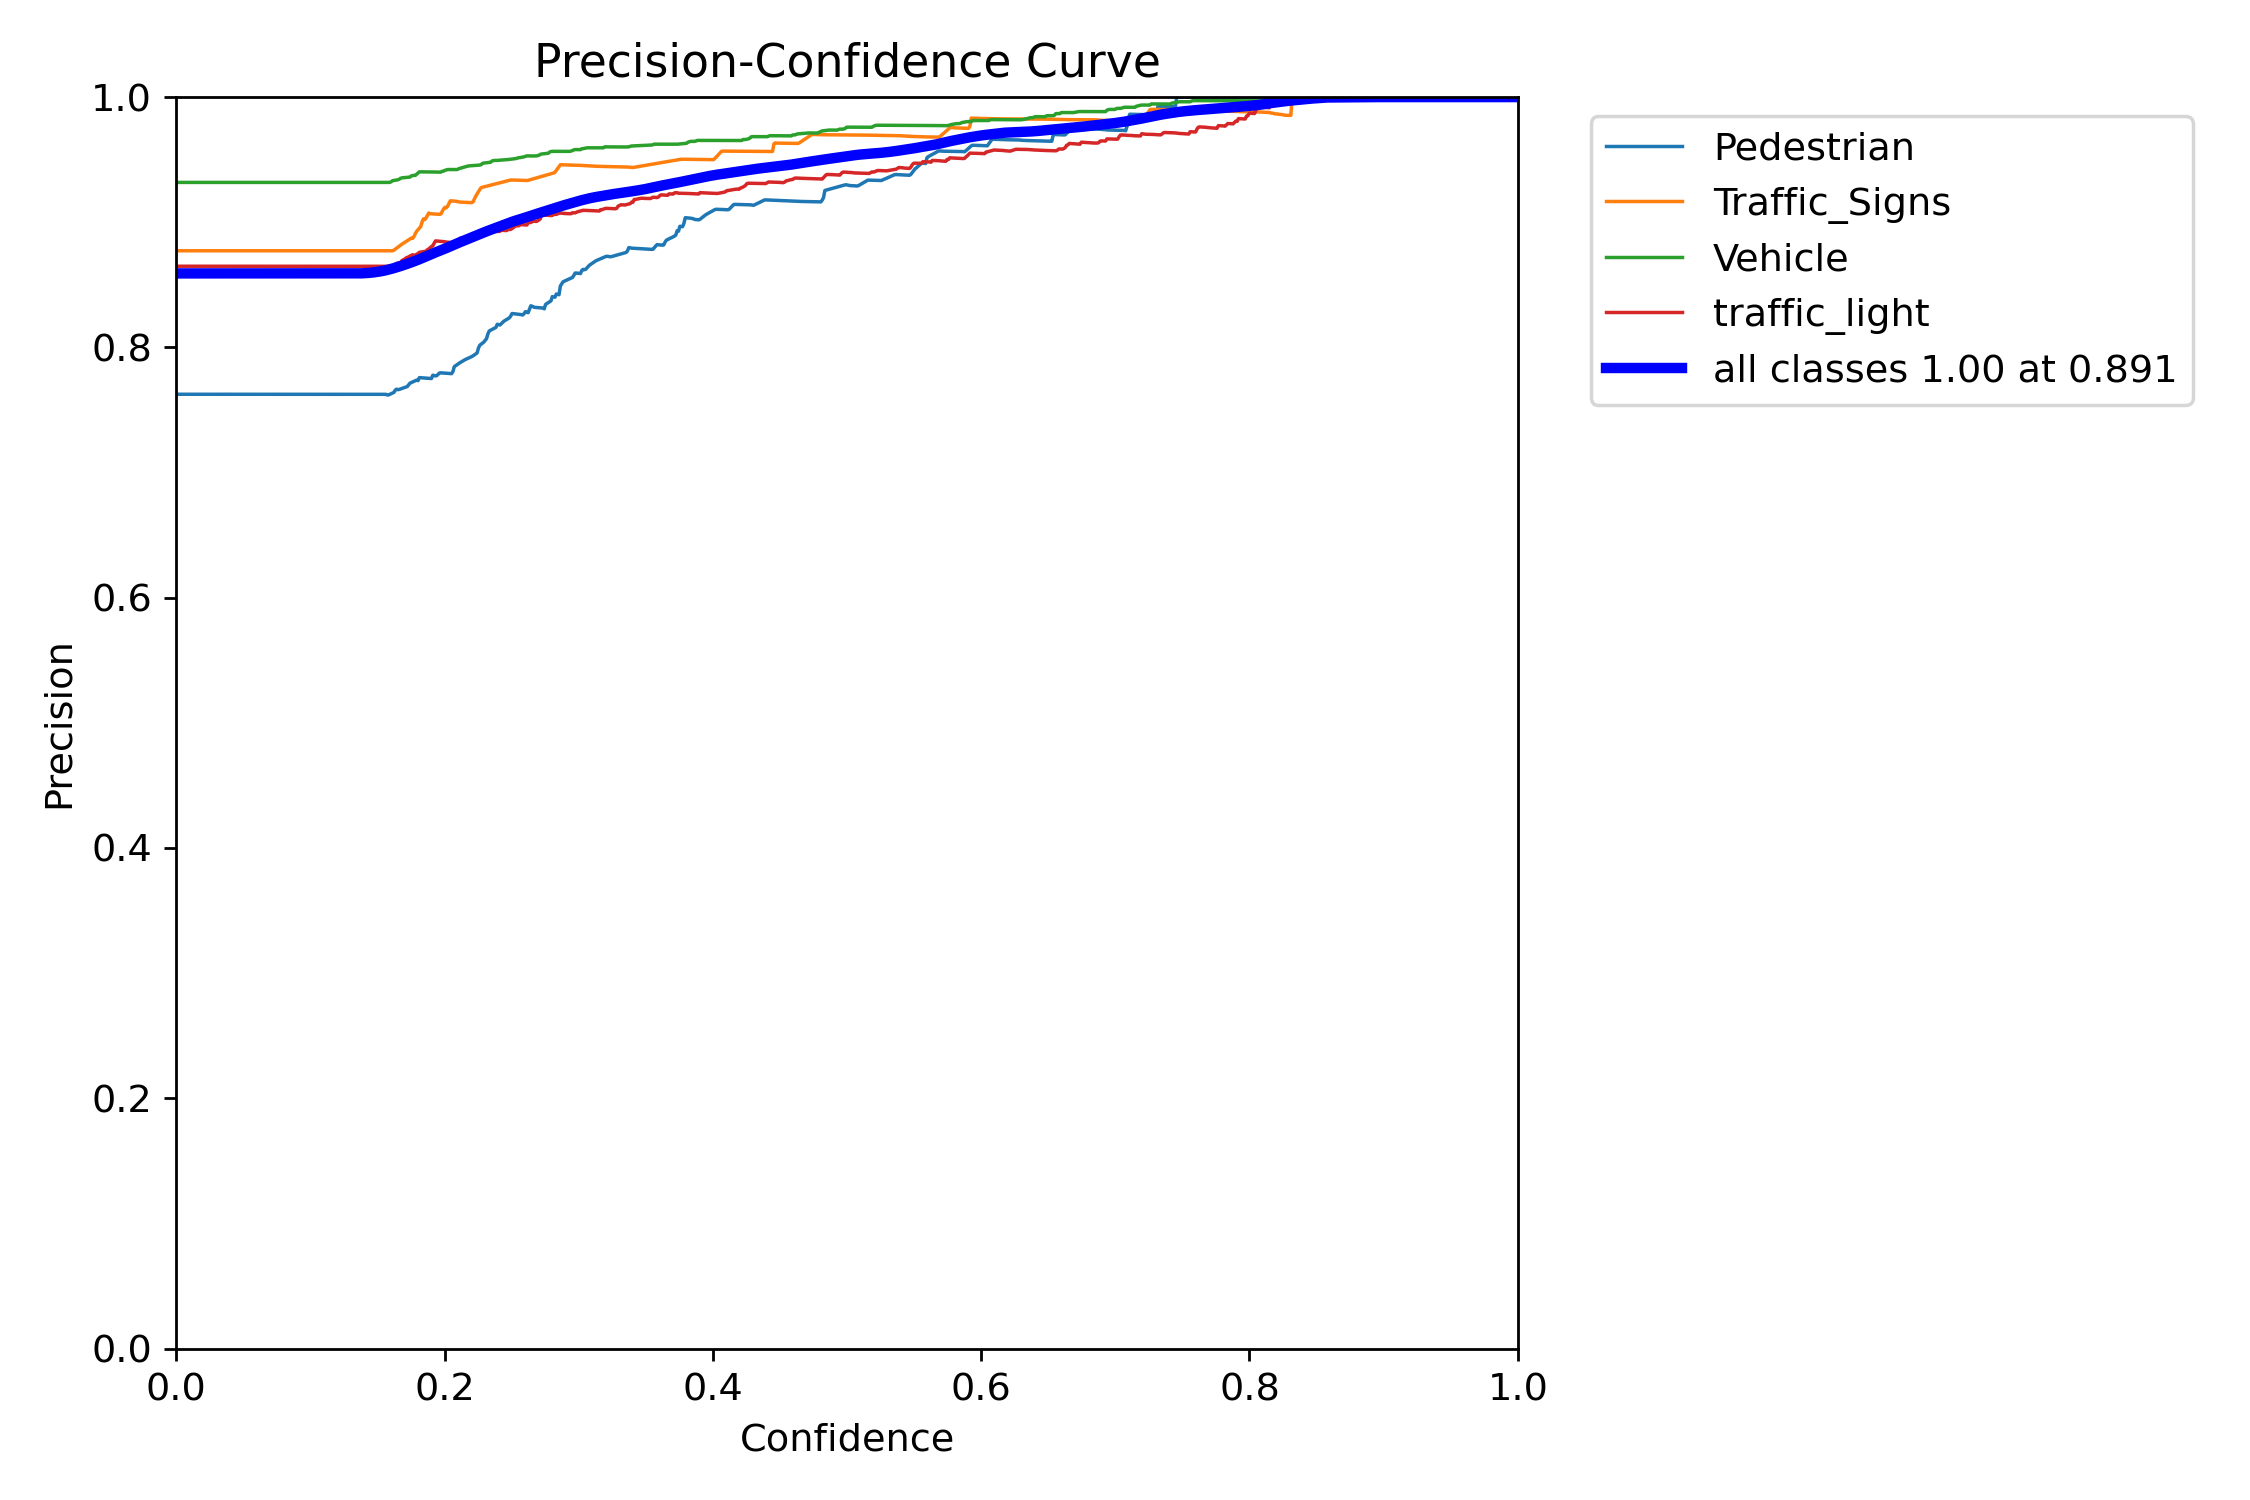 Precision-Confidence Curve
1.0
0.8
0.6
0.4
0.2
0.0
Precision
0.0 0.2 0.4 0.6 0.8 1.0
Confidence
Pedestrian
Traffic_Signs
Vehicle
traffic_light
all classes 1.00 at 0.891